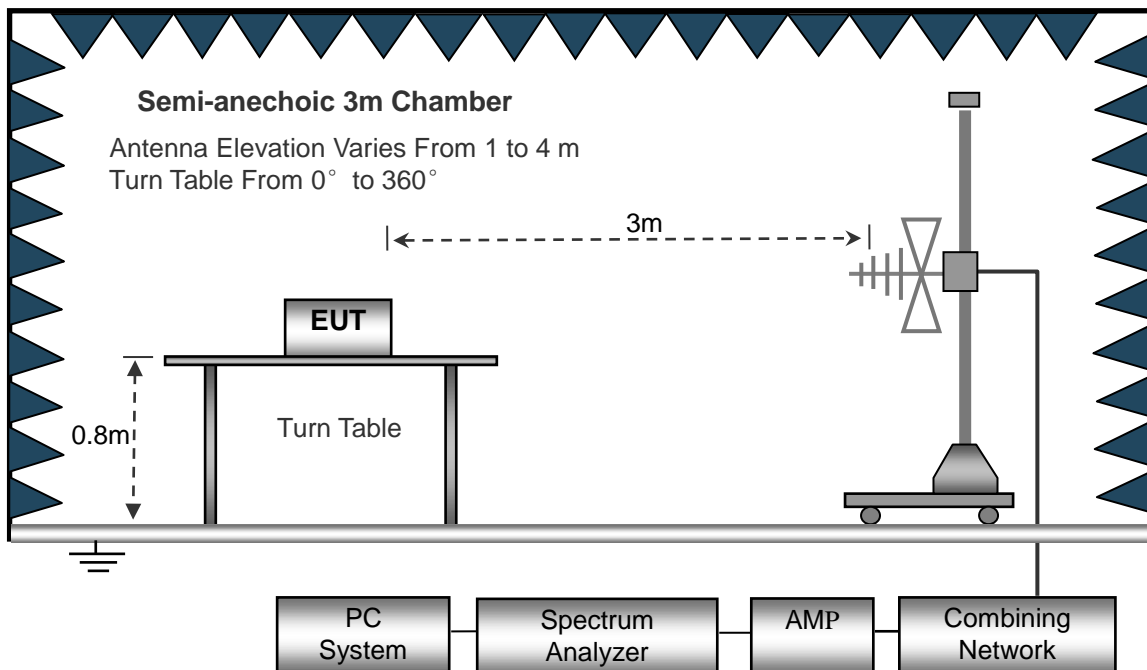 Semi-anechoic 3m Chamber
Antenna Elevation Varies From 1 to 4 m
Turn Table From 0° to 360°
3m
EUT
0.8m
Turn Table
PC
System
Spectrum
Analyzer
AMP
Combining
Network